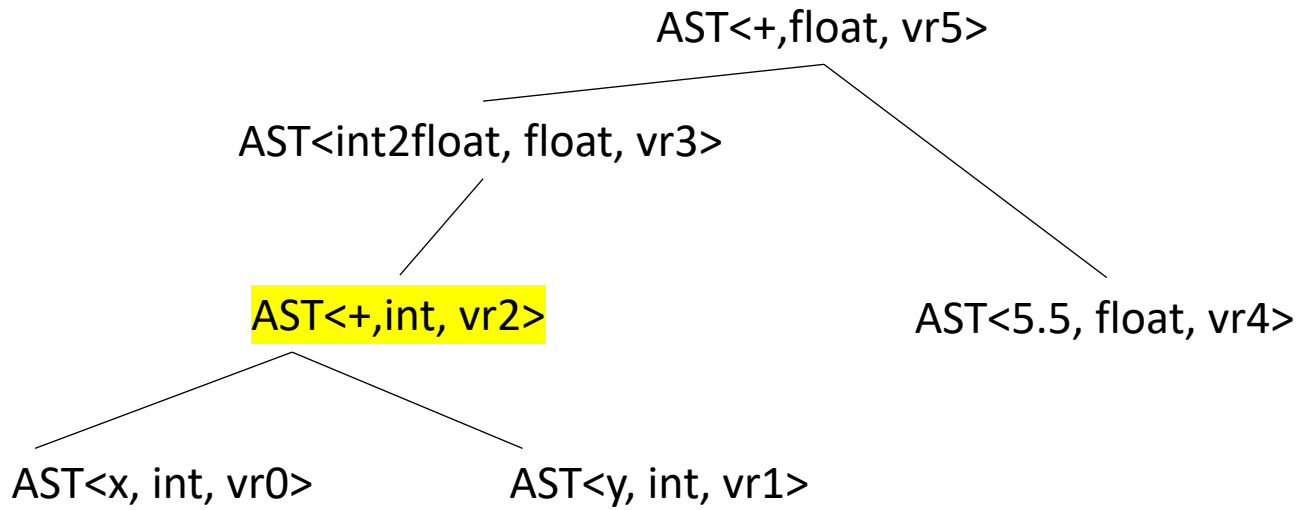 AST<+,float, vr5>
AST<int2float, float, vr3>
AST<+,int, vr2>
AST<5.5, float, vr4>
AST<x, int, vr0>
AST<y, int, vr1>